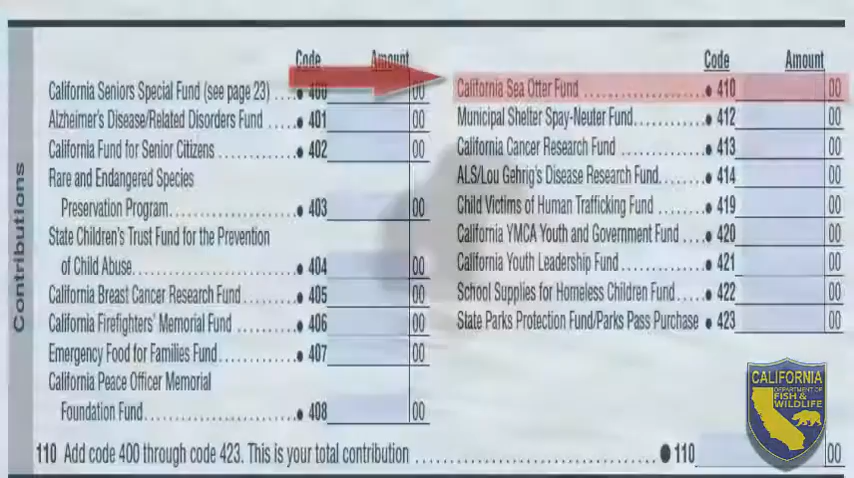 Contributions
Code Amount
California Seniors Special Fund (see page 23) .... ● 400 00
Alzheimer's Disease/Related Disorders Fund ...... ● 401 00
California Fund for Senior Citizens ............ ● 402 00
Rare and Endangered Species
Preservation Program................... ● 403 00
State Children's Trust Fund for the Prevention
of Child Abuse........................ ● 404 00
California Breast Cancer Research Fund......... ● 405 00
California Firefighters' Memorial Fund .......... ● 406 00
Emergency Food for Families Fund............ ● 407 00
California Peace Officer Memorial
Foundation Fund...................... ● 408 00
Code Amount
California Sea Otter Fund .................. ● 410 00
Municipal Shelter Spay-Neuter Fund........... ● 412 00
California Cancer Research Fund ............. ● 413 00
ALS/Lou Gehrig's Disease Research Fund....... ● 414 00
Child Victims of Human Trafficking Fund ....... ● 419 00
California YMCA Youth and Government Fund .... ● 420 00
California Youth Leadership Fund............. ● 421 00
School Supplies for Homeless Children Fund..... ● 422 00
State Parks Protection Fund/Parks Pass Purchase ● 423 00
110 Add code 400 through code 423. This is your total contribution .................................... ● 110 00
CALIFORNIA
DEPARTMENT OF
FISH &
WILDLIFE